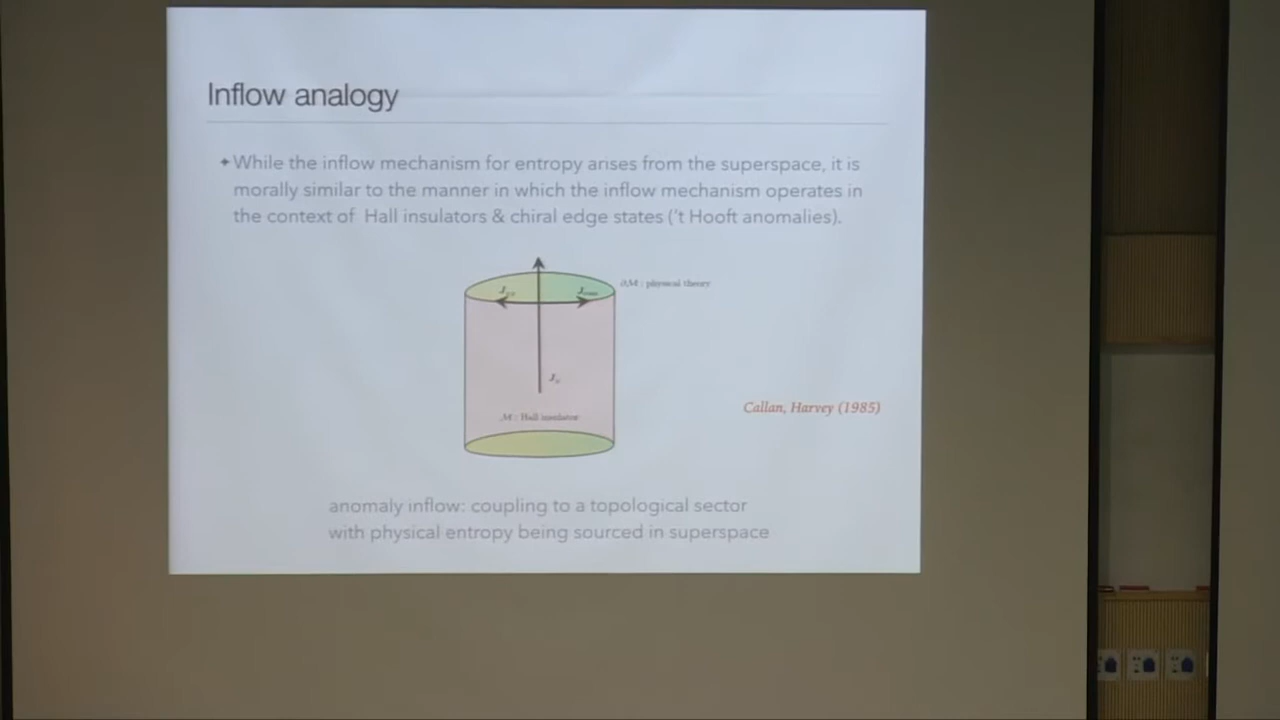 Inflow analogy
✦ While the inflow mechanism for entropy arises from the superspace, it is
morally similar to the manner in which the inflow mechanism operates in
the context of Hall insulators & chiral edge states ('t Hooft anomalies).
∂M : physical theory
M : Hall insulator
Callan, Harvey (1985)
anomaly inflow: coupling to a topological sector
with physical entropy being sourced in superspace